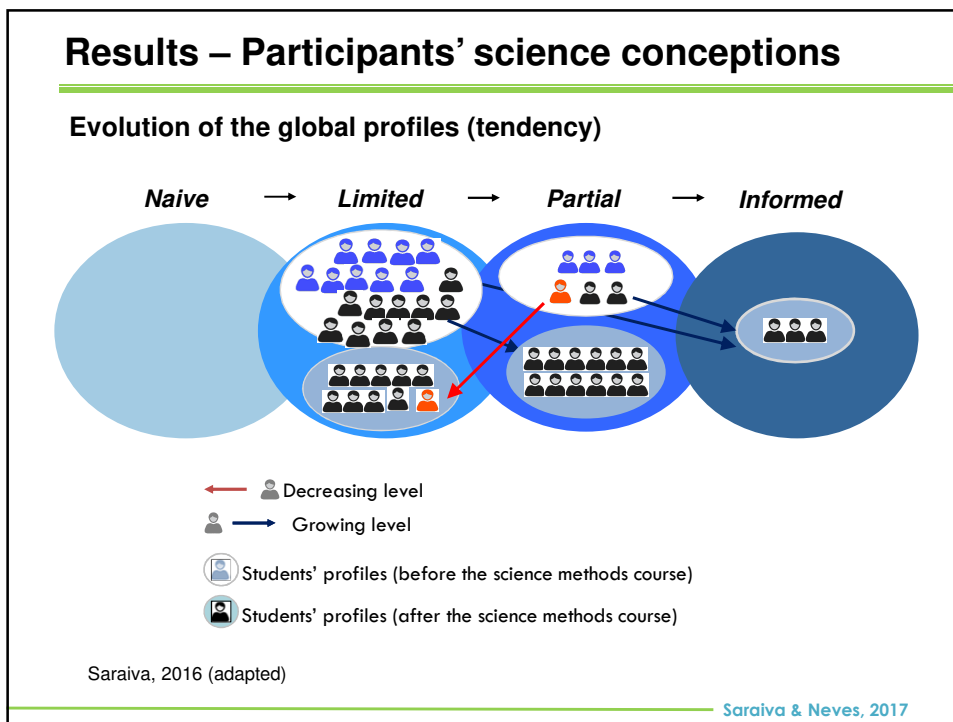 Results – Participants’ science conceptions
Evolution of the global profiles (tendency)
Naive → Limited → Partial → Informed
Decreasing level
Growing level
Students’ profiles (before the science methods course)
Students’ profiles (after the science methods course)
Saraiva, 2016 (adapted)
Saraiva & Neves, 2017